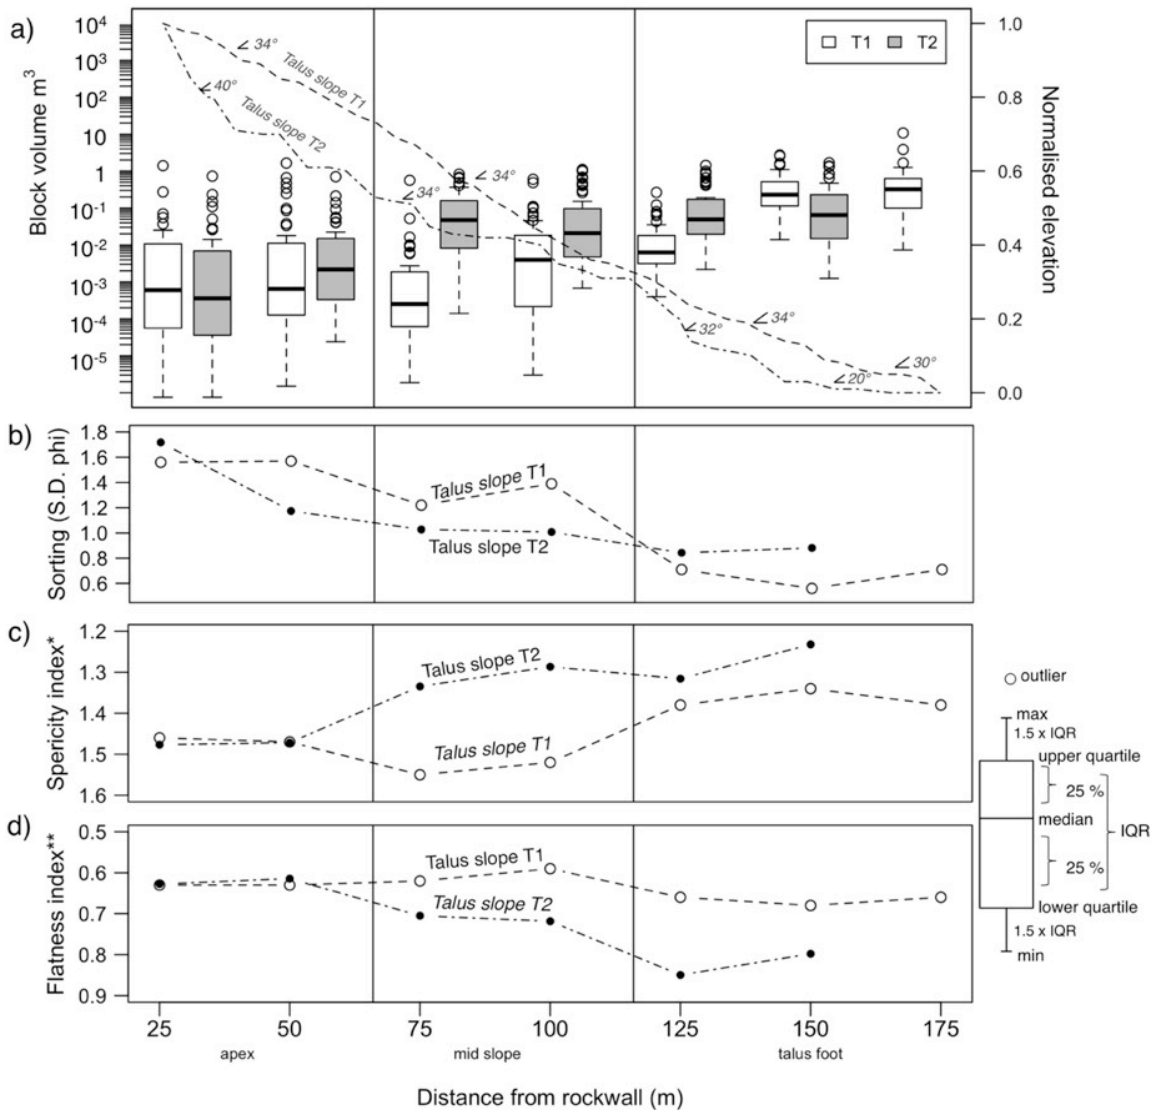 a)
Block volume m³
10⁴
10³
10²
10
1
10⁻¹
10⁻²
10⁻³
10⁻⁴
10⁻⁵
34°
Talus slope T1
40°
Talus slope T2
34°
34°
32°
34°
20°
30°
T1 T2
1.0
0.8
0.6
0.4
0.2
0.0
Normalised elevation
b)
Sorting (S.D. phi)
1.8
1.6
1.4
1.2
1.0
0.8
0.6
Talus slope T1
Talus slope T2
c)
Spericity index*
1.2
1.3
1.4
1.5
1.6
Talus slope T2
Talus slope T1
d)
Flatness index**
0.5
0.6
0.7
0.8
0.9
Talus slope T1
Talus slope T2
25 50 75 100 125 150 175
apex mid slope talus foot
Distance from rockwall (m)
outlier
max
1.5 x IQR
upper quartile
25 %
median
IQR
25 %
lower quartile
1.5 x IQR
min